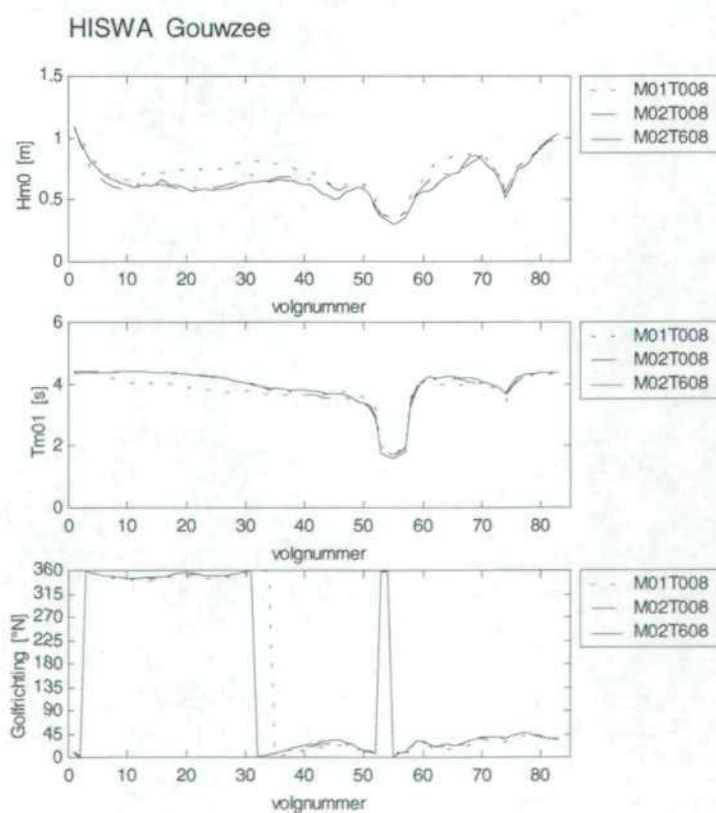 HISWA Gouwzee
1.5
1
0.5
0
Hm0 [m]
0 10 20 30 40 50 60 70 80
volgnummer
M01T008
M02T008
M02T608
6
4
2
0
Tm01 [s]
0 10 20 30 40 50 60 70 80
volgnummer
M01T008
M02T008
M02T608
360
315
270
225
180
135
90
45
0
Golfrichting [°N]
0 10 20 30 40 50 60 70 80
volgnummer
M01T008
M02T008
M02T608